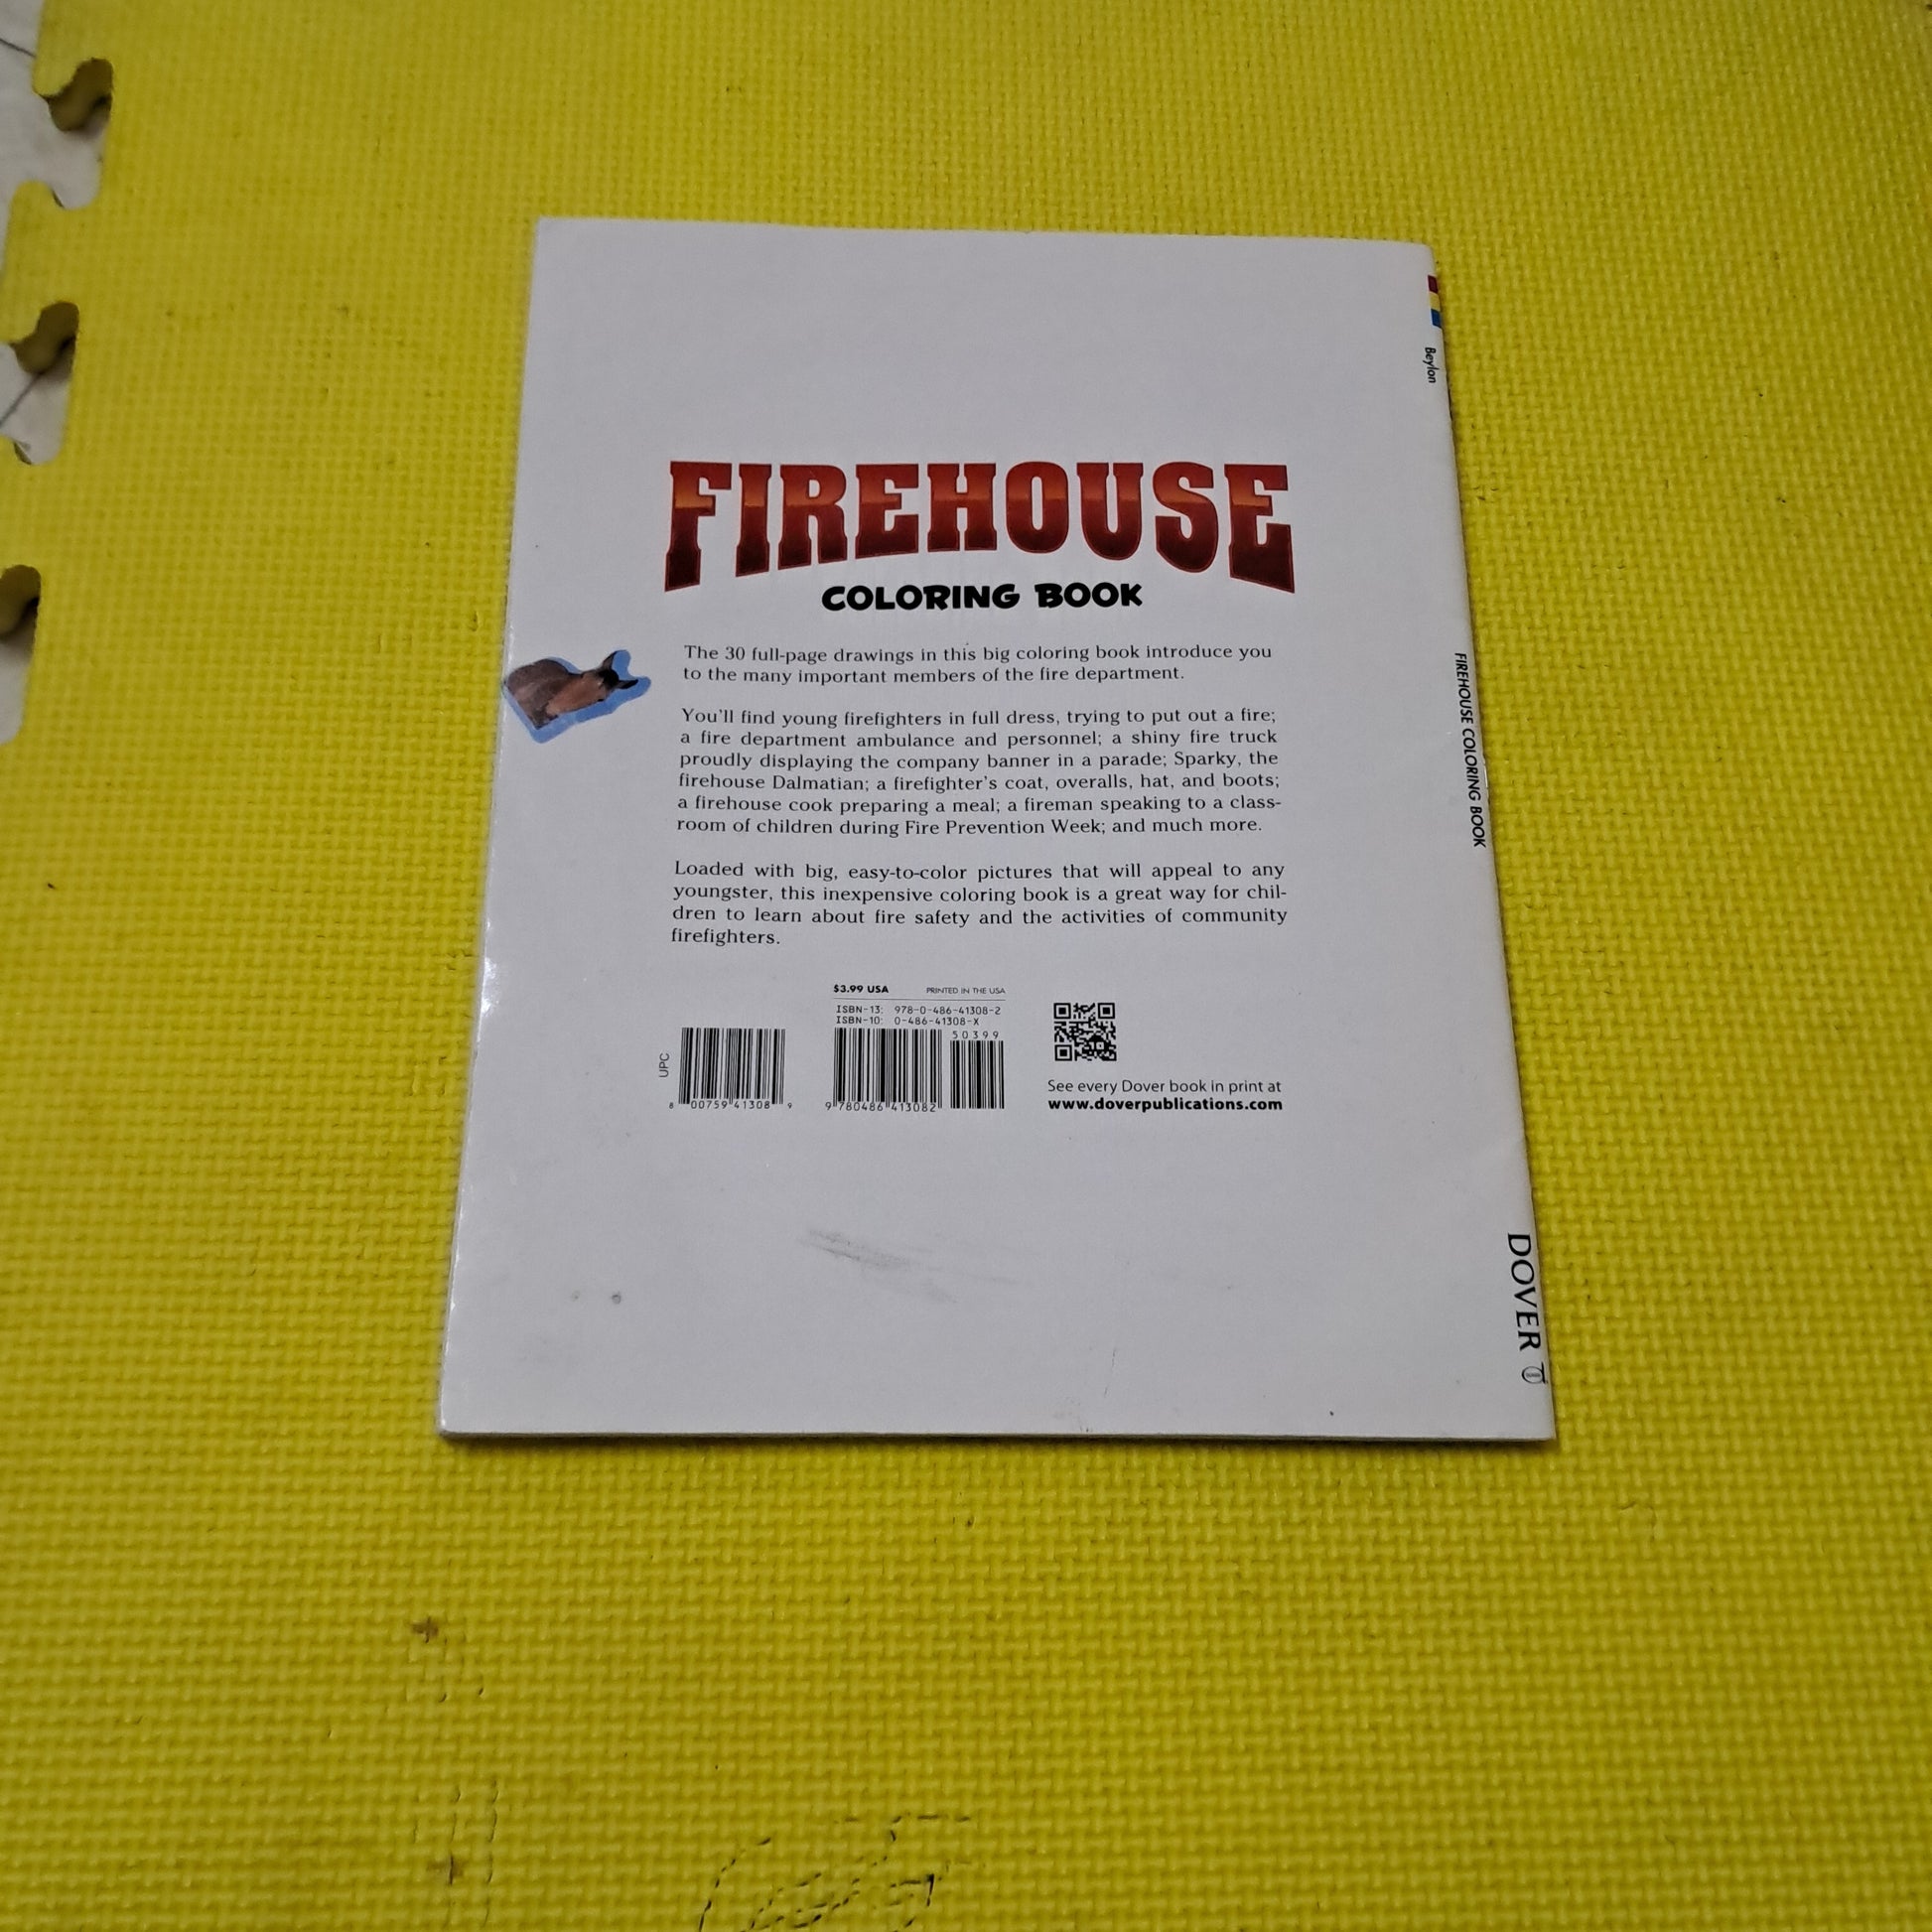 FIREHOUSE
COLORING BOOK
The 30 full-page drawings in this big coloring book introduce you
to the many important members of the fire department.
You'll find young firefighters in full dress, trying to put out a fire;
a fire department ambulance and personnel; a shiny fire truck
proudly displaying the company banner in a parade; Sparky, the
firehouse Dalmatian; a firefighter's coat, overalls, hat, and boots;
a firehouse cook preparing a meal; a fireman speaking to a class-
room of children during Fire Prevention Week; and much more.
Loaded with big, easy-to-color pictures that will appeal to any
youngster, this inexpensive coloring book is a great way for chil-
dren to learn about fire safety and the activities of community
firefighters.
$3.99 USA PRINTED IN THE USA
ISBN-13: 978-0-486-41308-2
ISBN-10: 0-486-41308-X
50399
UPC
8 00759 41308 9
9 780486 413082
See every Dover book in print at
www.doverpublications.com
Beylon
FIREHOUSE COLORING BOOK
DOVER